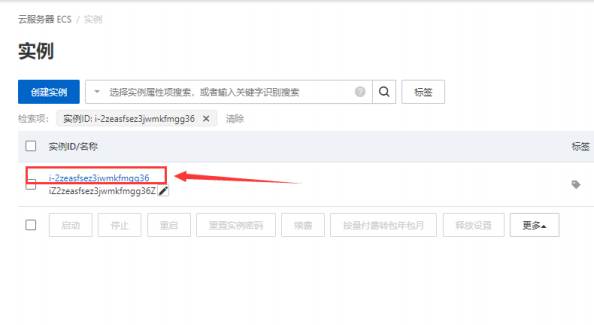 云服务器 ECS / 实例
实例
创建实例 选择实例属性项搜索，或者输入关键字识别搜索 标签
检索项： 实例ID: i-2zeasfsez3jwmkfmgg36 × 清除
实例ID/名称 标签
i-2zeasfsez3jwmkfmgg36
iZ2zeasfsez3jwmkfmgg36Z
启动 停止 重启 重置实例密码 续费 按量付费转包年包月 释放设置 更多